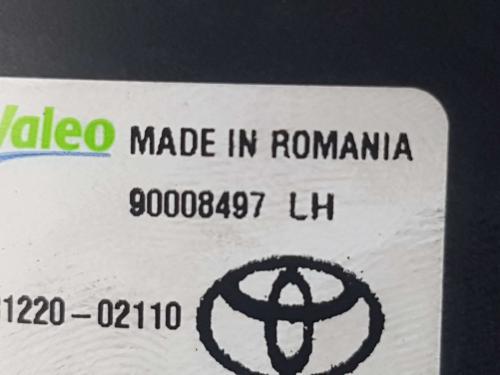 Valeo MADE IN ROMANIA
90008497 LH
1220-02110